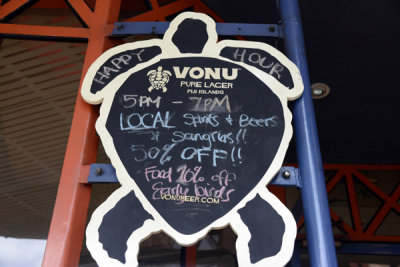 HAPPY HOUR
VONU
PURE LAGER
FIJI ISLANDS
5PM - 7PM
LOCAL Spirits & Beers
& Sangrias!!
50% OFF!!
Food 20% off
Early birds
VONUBEER.COM